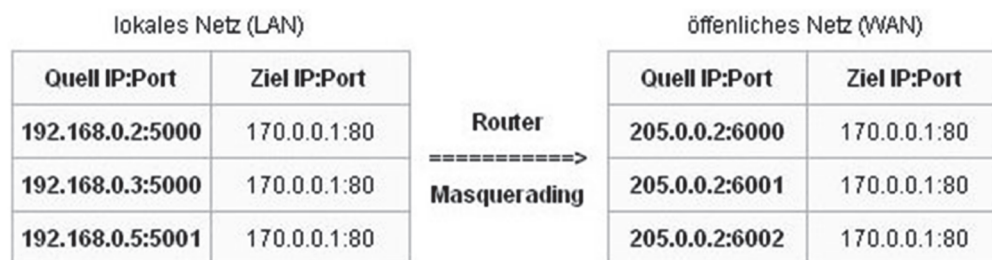 lokales Netz (LAN) öffenliches Netz (WAN)
Quell IP:Port Ziel IP:Port Quell IP:Port Ziel IP:Port
192.168.0.2:5000 170.0.0.1:80 Router 205.0.0.2:6000 170.0.0.1:80
===========>
192.168.0.3:5000 170.0.0.1:80 Masquerading 205.0.0.2:6001 170.0.0.1:80
192.168.0.5:5001 170.0.0.1:80 205.0.0.2:6002 170.0.0.1:80